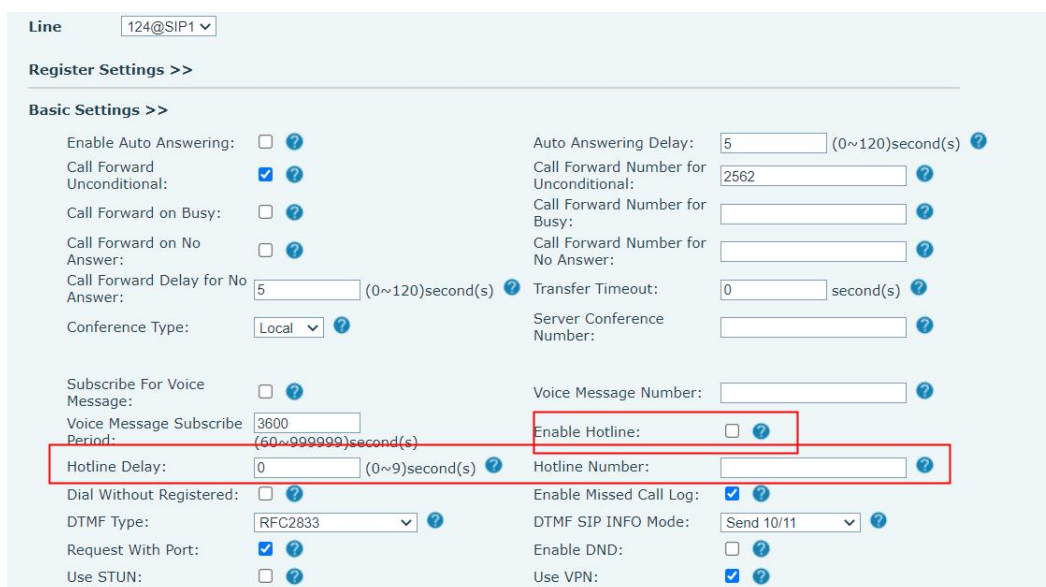 Line 124@SIP1
Register Settings >>
Basic Settings >>
Enable Auto Answering: ? Auto Answering Delay: 5 (0~120)second(s) ?
Call Forward
Unconditional: ? Call Forward Number for
Unconditional: 2562 ?
Call Forward on Busy: ? Call Forward Number for
Busy: ?
Call Forward on No
Answer: ? Call Forward Number for
No Answer: ?
Call Forward Delay for No
Answer: 5 (0~120)second(s) ? Transfer Timeout: 0 second(s) ?
Conference Type: Local ? Server Conference
Number: ?
Subscribe For Voice
Message: ? Voice Message Number: ?
Voice Message Subscribe
Period: 3600
(60~999999)second(s) Enable Hotline: ?
Hotline Delay: 0 (0~9)second(s) ? Hotline Number: ?
Dial Without Registered: ? Enable Missed Call Log: ?
DTMF Type: RFC2833 ? DTMF SIP INFO Mode: Send 10/11 ?
Request With Port: ? Enable DND: ?
Use STUN: ? Use VPN: ?